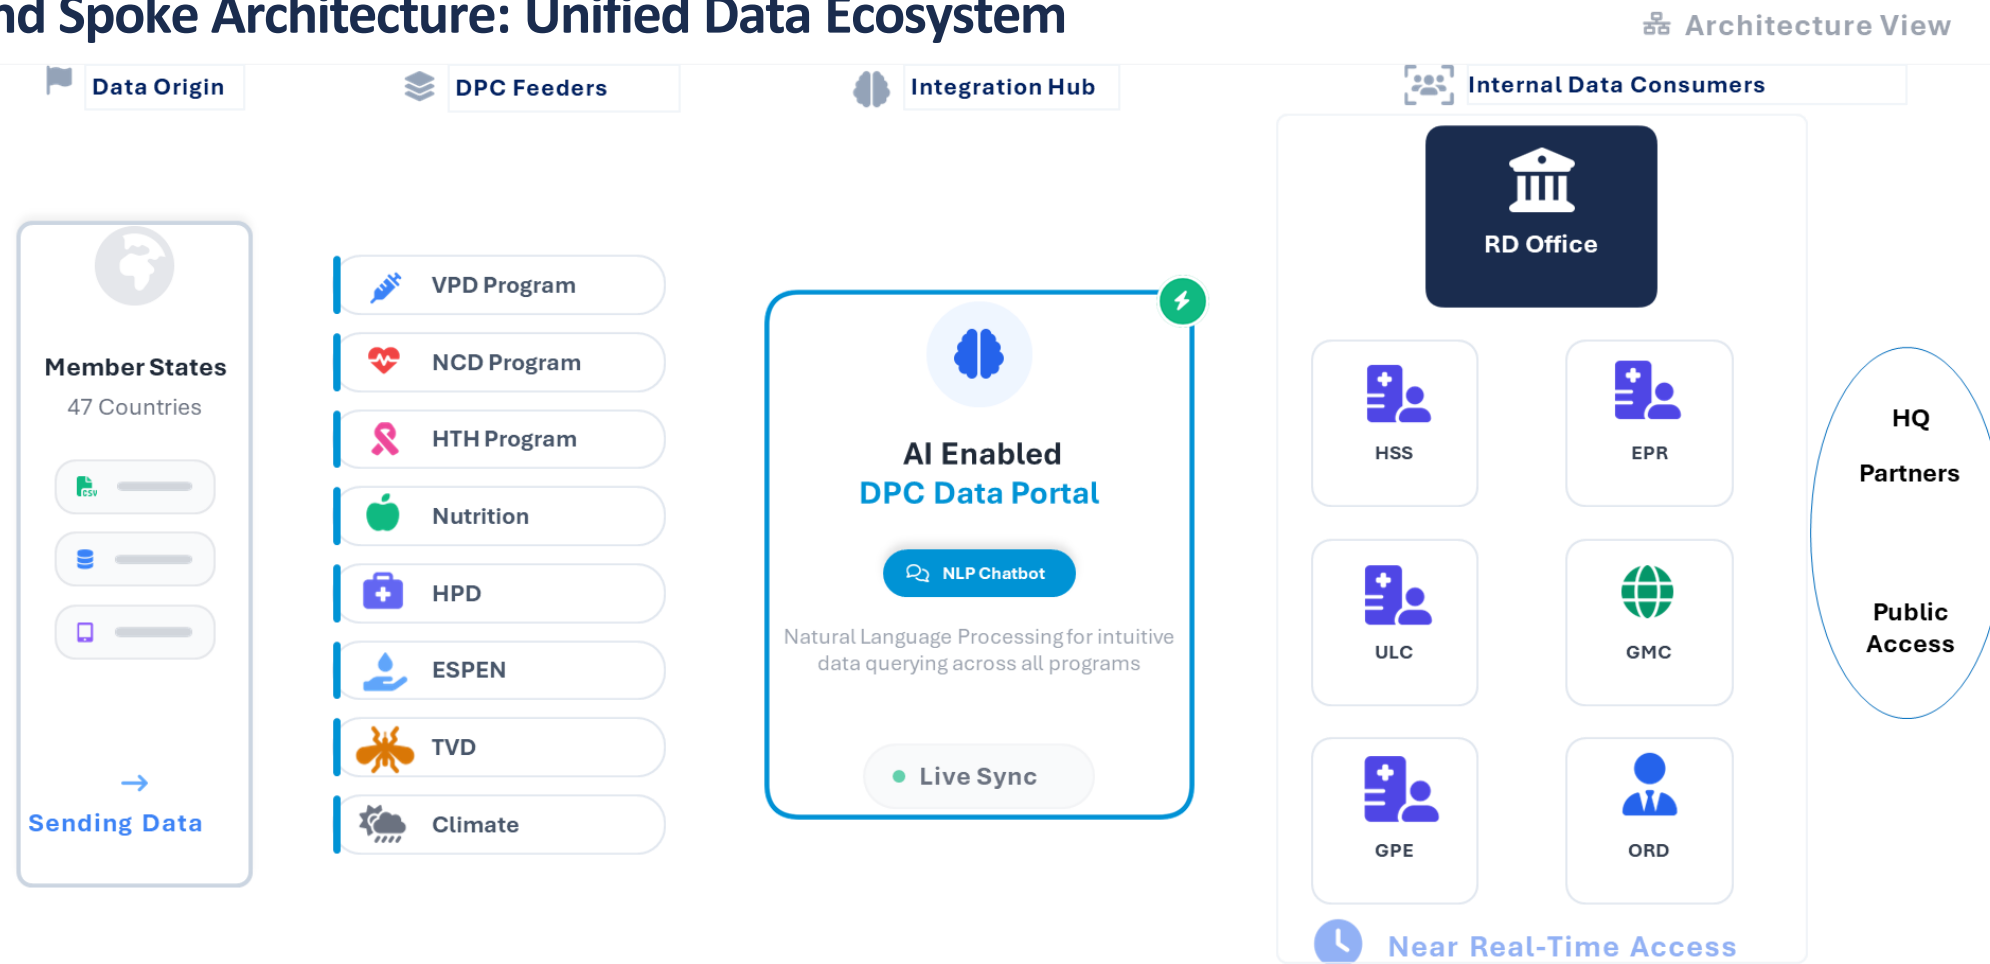 nd Spoke Architecture: Unified Data Ecosystem
Architecture View
Data Origin
DPC Feeders
Integration Hub
Internal Data Consumers
Member States
47 Countries
CSV
Sending Data
VPD Program
NCD Program
HTH Program
Nutrition
HPD
ESPEN
TVD
Climate
AI Enabled
DPC Data Portal
NLP Chatbot
Natural Language Processing for intuitive
data querying across all programs
Live Sync
RD Office
HSS
EPR
ULC
GMC
GPE
ORD
Near Real-Time Access
HQ
Partners
Public
Access